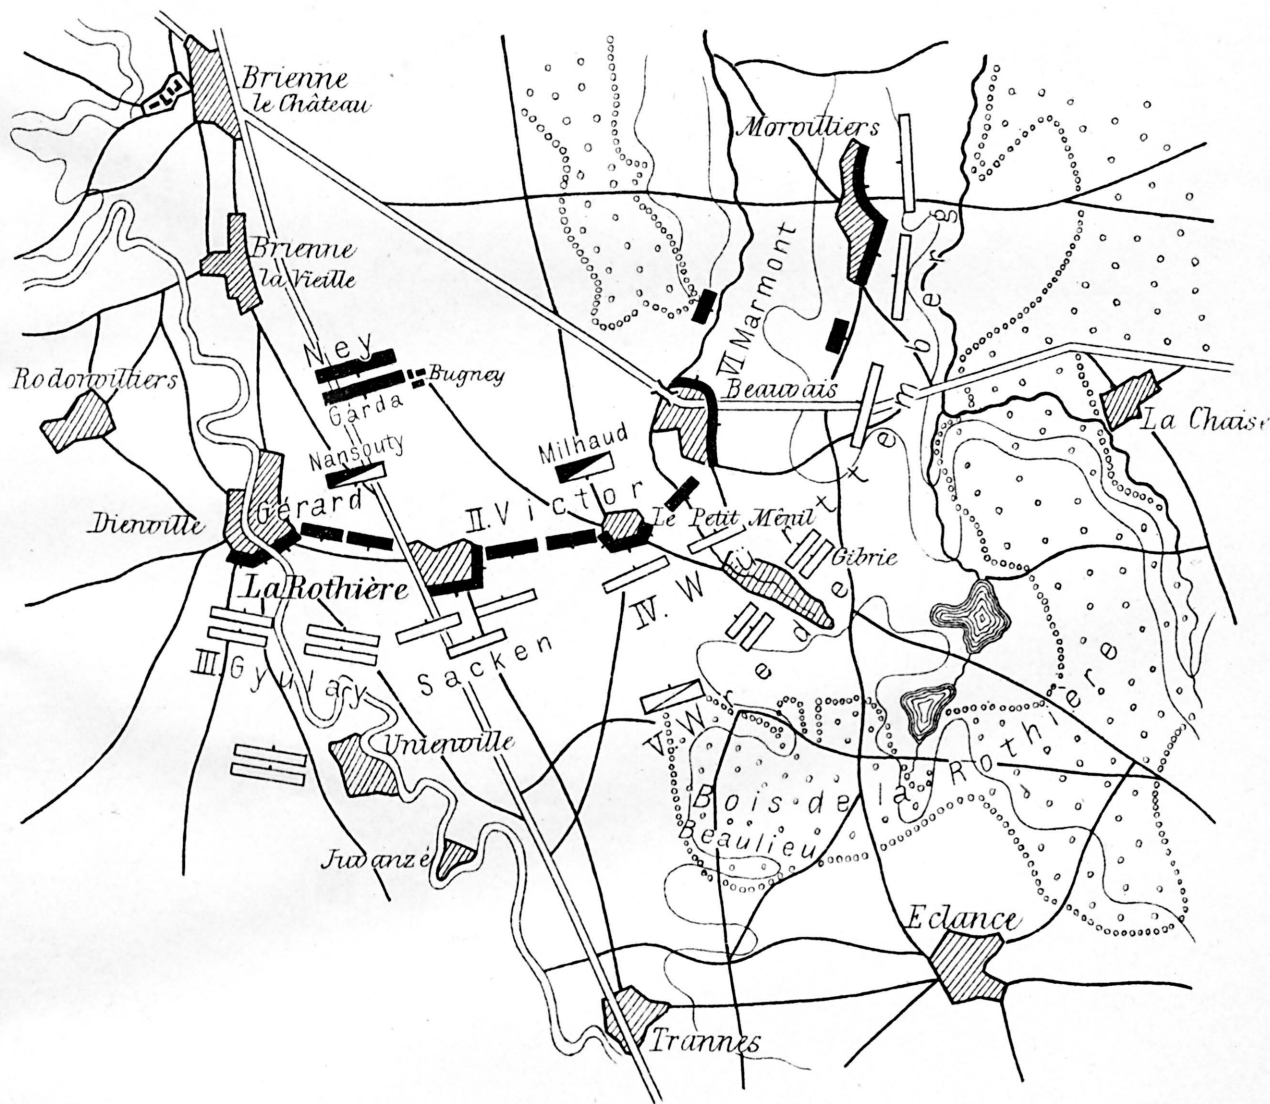 Brienne
le Château
Morvilliers
Brienne
la Vieille
VI Marmont
Ney
Bugney
Garda
Rodonvilliers
Beauvais
La Chaise
Nansouty
Milhaud
Gérard
II. Victor
Dienville
Le Petit Mênil
Gibrie
La Rothière
IV. Wurttemberg
III. Gyulay
Sacken
V. Wrede
Unienville
Bois de la Rothière
Beaulieu
Juvanzé
Eclance
Trannes